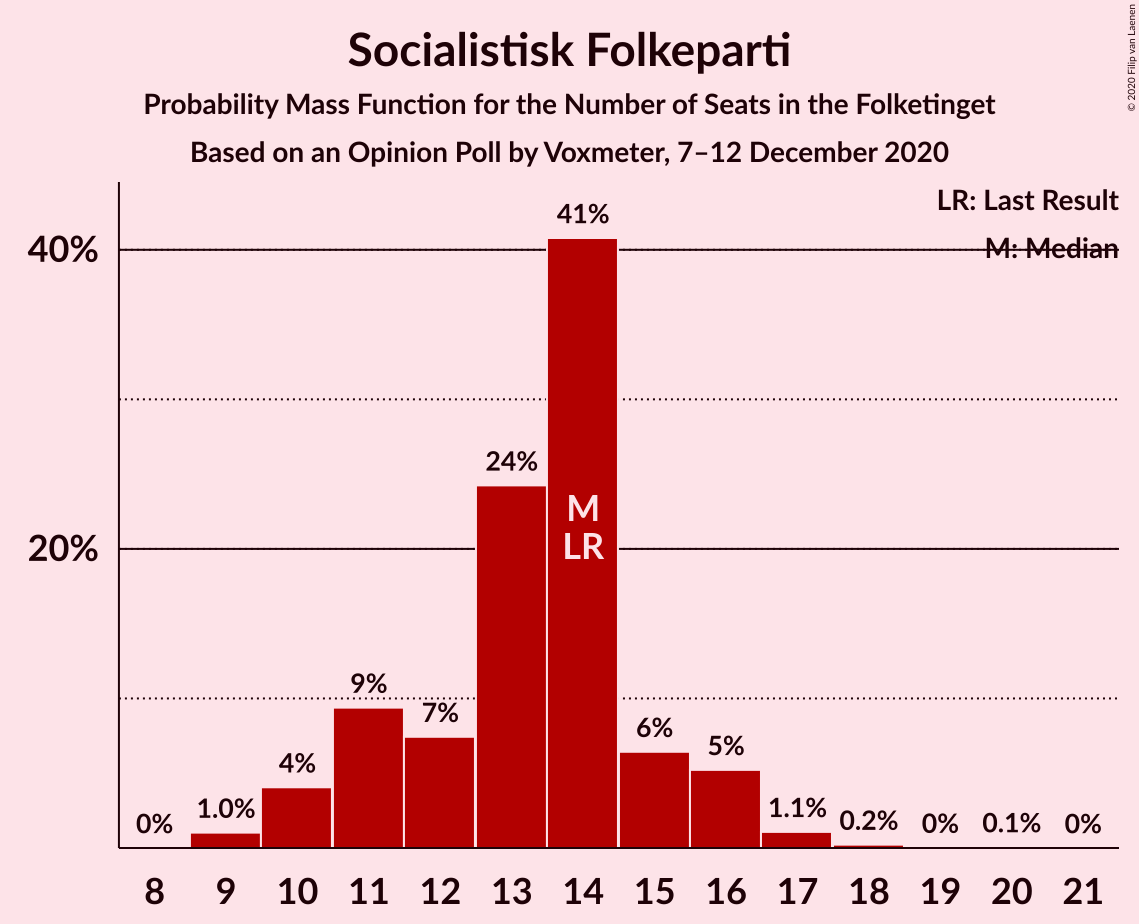 Socialistisk Folkeparti
Probability Mass Function for the Number of Seats in the Folketinget
Based on an Opinion Poll by Voxmeter, 7–12 December 2020
© 2020 Filip van Laenen
LR: Last Result
M: Median
40%
20%
0%
1.0%
4%
9%
7%
24%
41%
6%
5%
1.1%
0.2%
0%
0.1%
0%
M
LR
8 9 10 11 12 13 14 15 16 17 18 19 20 21